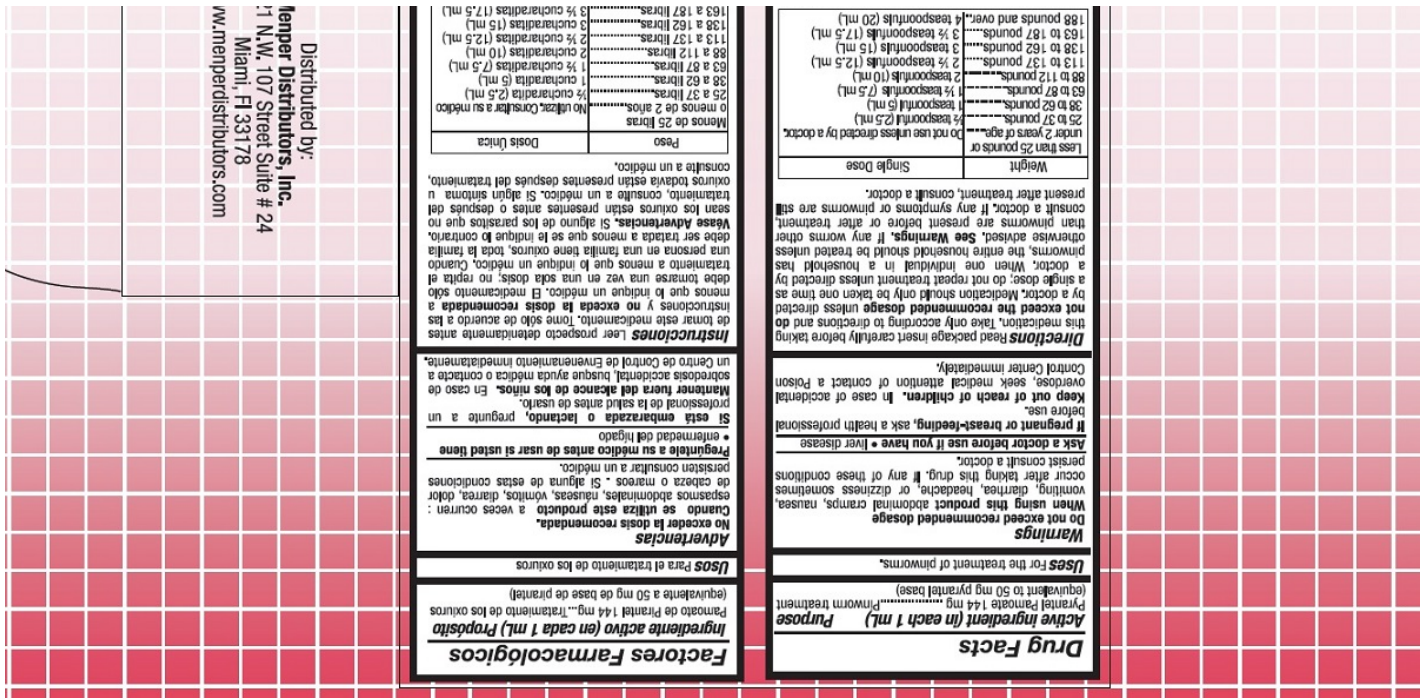 Drug Facts
Active ingredient (in each 1 mL) Purpose
Pyrantel Pamoate 144 mg ..............Pinworm treatment
(equivalent to 50 mg pyrantel base)
Uses For the treatment of pinworms.
Warnings
Do not exceed recommended dosage
When using this product abdominal cramps, nausea,
vomiting, diarrhea, headache, or dizziness sometimes
occur after taking this drug. If any of these conditions
persist consult a doctor.
Ask a doctor before use if you have • liver disease
If pregnant or breast-feeding, ask a health professional
before use.
Keep out of reach of children. In case of accidental
overdose, seek medical attention of contact a Poison
Control Center immediately.
Directions Read package insert carefully before taking
this medication. Take only according to directions and do
not exceed the recommended dosage unless directed
by a doctor. Medication should only be taken one time as
a single dose; do not repeat treatment unless directed by
a doctor. When one individual in a household has
pinworms, the entire household should be treated unless
otherwise advised. See Warnings. If any worms other
than pinworms are present before or after treatment,
consult a doctor. If any symptoms or pinworms are still
present after treatment, consult a doctor.
Weight Single Dose
Less than 25 pounds or
under 2 years of age..... Do not use unless directed by a doctor.
25 to 37 pounds........ ½ teaspoonful (2.5 mL)
38 to 62 pounds........ 1 teaspoonful (5 mL)
63 to 87 pounds........ 1 ½ teaspoonfuls (7.5 mL)
88 to 112 pounds........ 2 teaspoonfuls (10 mL)
113 to 137 pounds...... 2 ½ teaspoonfuls (12.5 mL)
138 to 162 pounds...... 3 teaspoonfuls (15 mL)
163 to 187 pounds...... 3 ½ teaspoonfuls (17.5 mL)
188 pounds and over.. 4 teaspoonfuls (20 mL)
Factores Farmacológicos
Ingrediente activo (en cada 1 mL) Propósito
Pamoato de Pirantel 144 mg...Tratamiento de los oxiuros
(equivalente a 50 mg de base de pirantel)
Usos Para el tratamiento de los oxiuros
Advertencias
No exceder la dosis recomendada.
Cuando se utiliza este producto a veces ocurren :
espasmos abdominales, náuseas, vómitos, diarrea, dolor
de cabeza o mareos . Si alguna de estas condiciones
persisten consultar a un médico.
Pregúntele a su médico antes de usar si usted tiene
• enfermedad del hígado
Si está embarazada o lactando, pregunte a un
professional de la salud antes de usarlo.
Mantener fuera del alcance de los niños. En caso de
sobredosis accidental, busque ayuda médica o contacte a
un Centro de Control de Envenenamiento inmediatamente.
Instrucciones Leer prospecto detenidamente antes
de tomar este medicamento. Tome sólo de acuerdo a las
instrucciones y no exceda la dosis recomendada a
menos que lo indique un médico. El medicamento sólo
debe tomarse una vez en una sola dosis; no repita el
tratamiento a menos que lo indique un médico. Cuando
una persona en una familia tiene oxiuros, toda la familia
debe ser tratada a menos que se le indique lo contrario.
Véase Advertencias. Si alguno de los parasitos que no
sean los oxiuros están presentes antes o después del
tratamiento, consulte a un médico. Si algún síntoma u
oxiuros todavía están presentes después del tratamiento,
consulte a un médico.
Peso Dosis Única
Menos de 25 libras
o menos de 2 años......... No utilizar. Consultar a su médico
25 a 37 libras............... ½ cucharadita (2.5 mL)
38 a 62 libras............... 1 cucharadita (5 mL)
63 a 87 libras............... 1 ½ cucharaditas (7.5 mL)
88 a 112 libras............. 2 cucharaditas (10 mL)
113 a 137 libras........... 2 ½ cucharaditas (12.5 mL)
138 a 162 libras........... 3 cucharaditas (15 mL)
163 a 187 libras........... 3 ½ cucharaditas (17.5 mL)
Distributed by:
Menper Distributors, Inc.
21 N.W. 107 Street Suite # 24
Miami, Fl 33178
www.menperdistributors.com